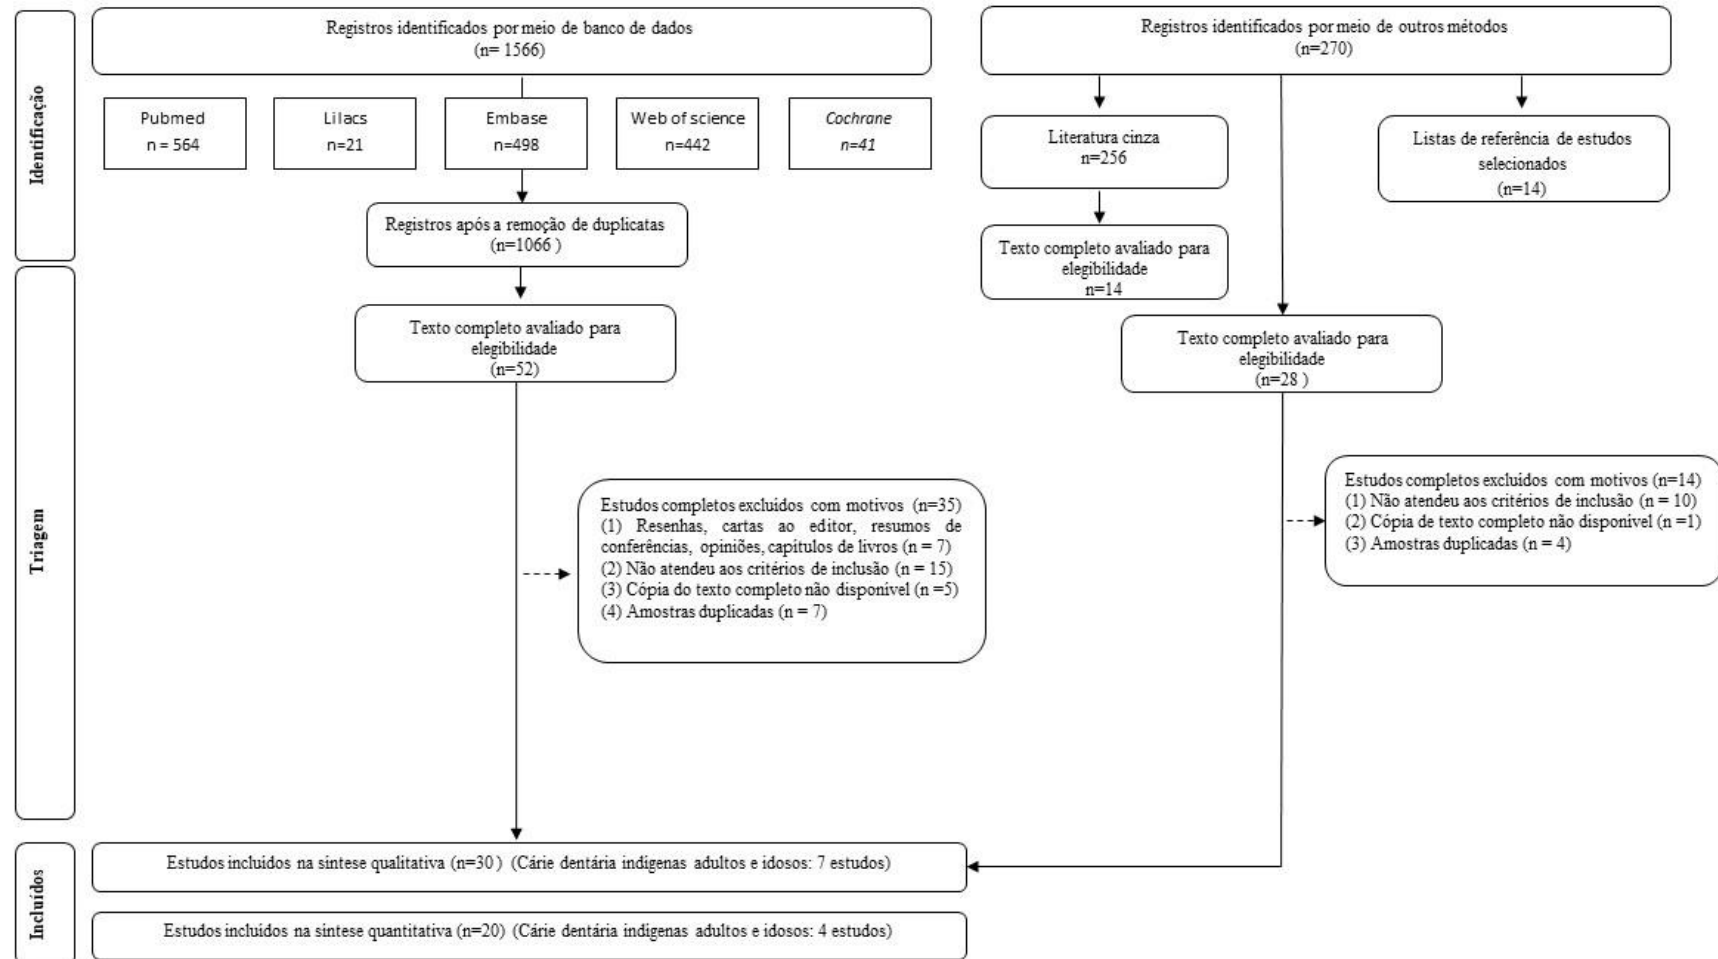 Identificação
Registros identificados por meio de banco de dados
(n= 1566)
Pubmed
n = 564
Lilacs
n=21
Embase
n=498
Web of science
n=442
Cochrane
n=41
Registros após a remoção de duplicatas
(n=1066 )
Registros identificados por meio de outros métodos
(n=270)
Literatura cinza
n=256
Listas de referência de estudos
selecionados
(n=14)
Texto completo avaliado para
elegibilidade
n=14
Triagem
Texto completo avaliado para
elegibilidade
(n=52)
Texto completo avaliado para
elegibilidade
(n=28 )
Estudos completos excluídos com motivos (n=35)
(1) Resenhas, cartas ao editor, resumos de
conferências, opiniões, capítulos de livros (n = 7)
(2) Não atendeu aos critérios de inclusão (n = 15)
(3) Cópia do texto completo não disponível (n =5)
(4) Amostras duplicadas (n = 7)
Estudos completos excluídos com motivos (n=14)
(1) Não atendeu aos critérios de inclusão (n = 10)
(2) Cópia de texto completo não disponível (n =1)
(3) Amostras duplicadas (n = 4)
Incluídos
Estudos incluidos na síntese qualitativa (n=30 ) (Cárie dentária indígenas adultos e idosos: 7 estudos)
Estudos incluidos na síntese quantitativa (n=20) (Cárie dentária indigenas adultos e idosos: 4 estudos)